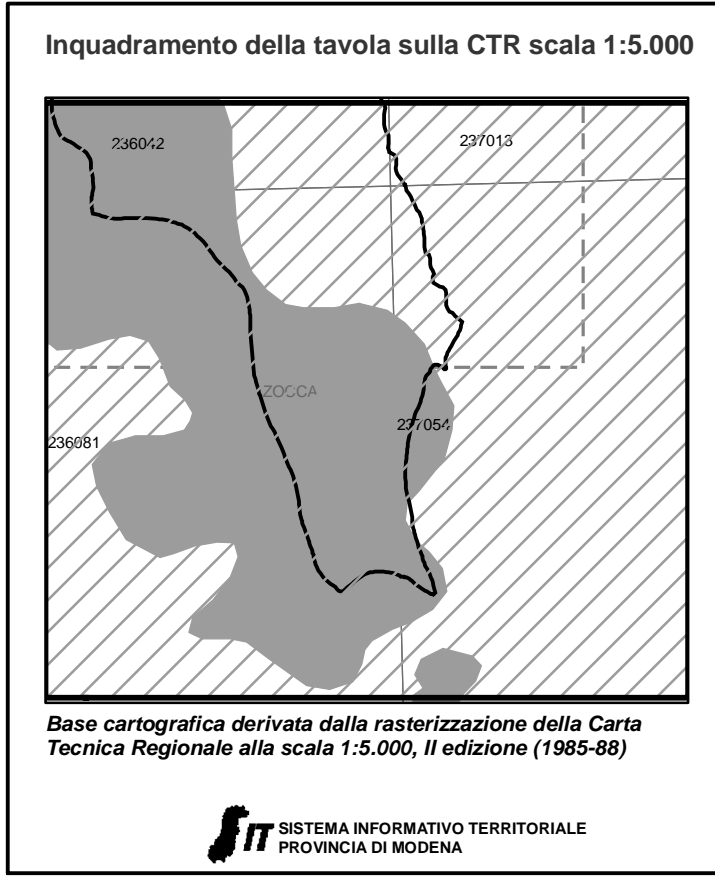 Inquadramento della tavola sulla CTR scala 1:5.000
236042
237013
ZOCCA
237054
236081
Base cartografica derivata dalla rasterizzazione della Carta
Tecnica Regionale alla scala 1:5.000, II edizione (1985-88)
SIT SISTEMA INFORMATIVO TERRITORIALE
PROVINCIA DI MODENA